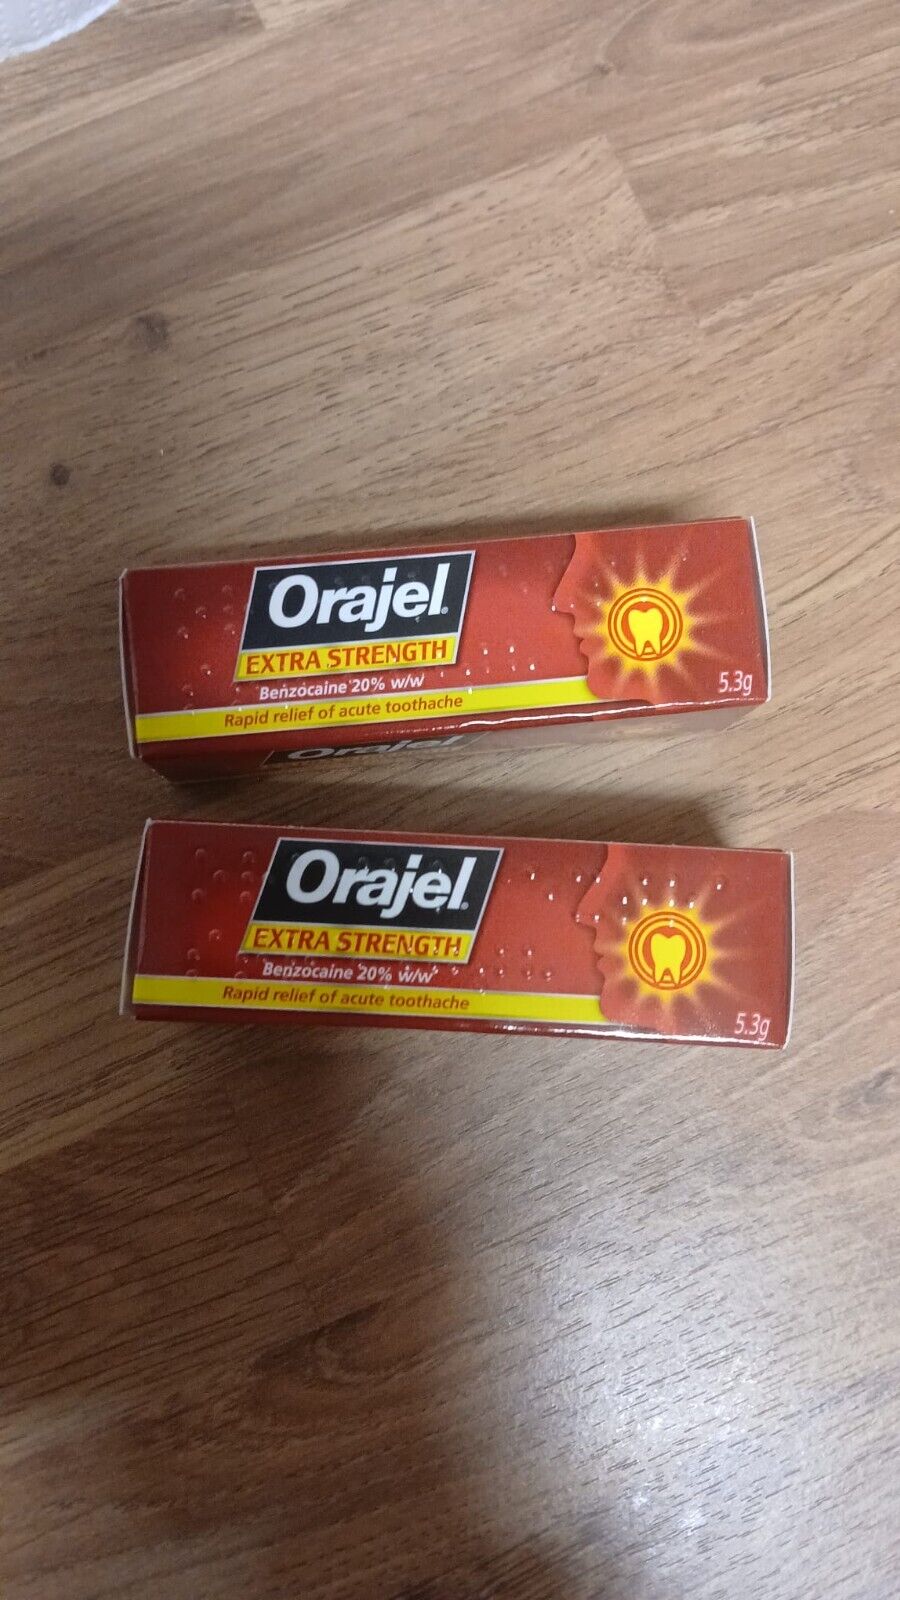 Orajel
EXTRA STRENGTH
Benzocaine 20% w/w
Rapid relief of acute toothache
5.3g
Orajel
Orajel
EXTRA STRENGTH
Benzocaine 20% w/w
Rapid relief of acute toothache
5.3g